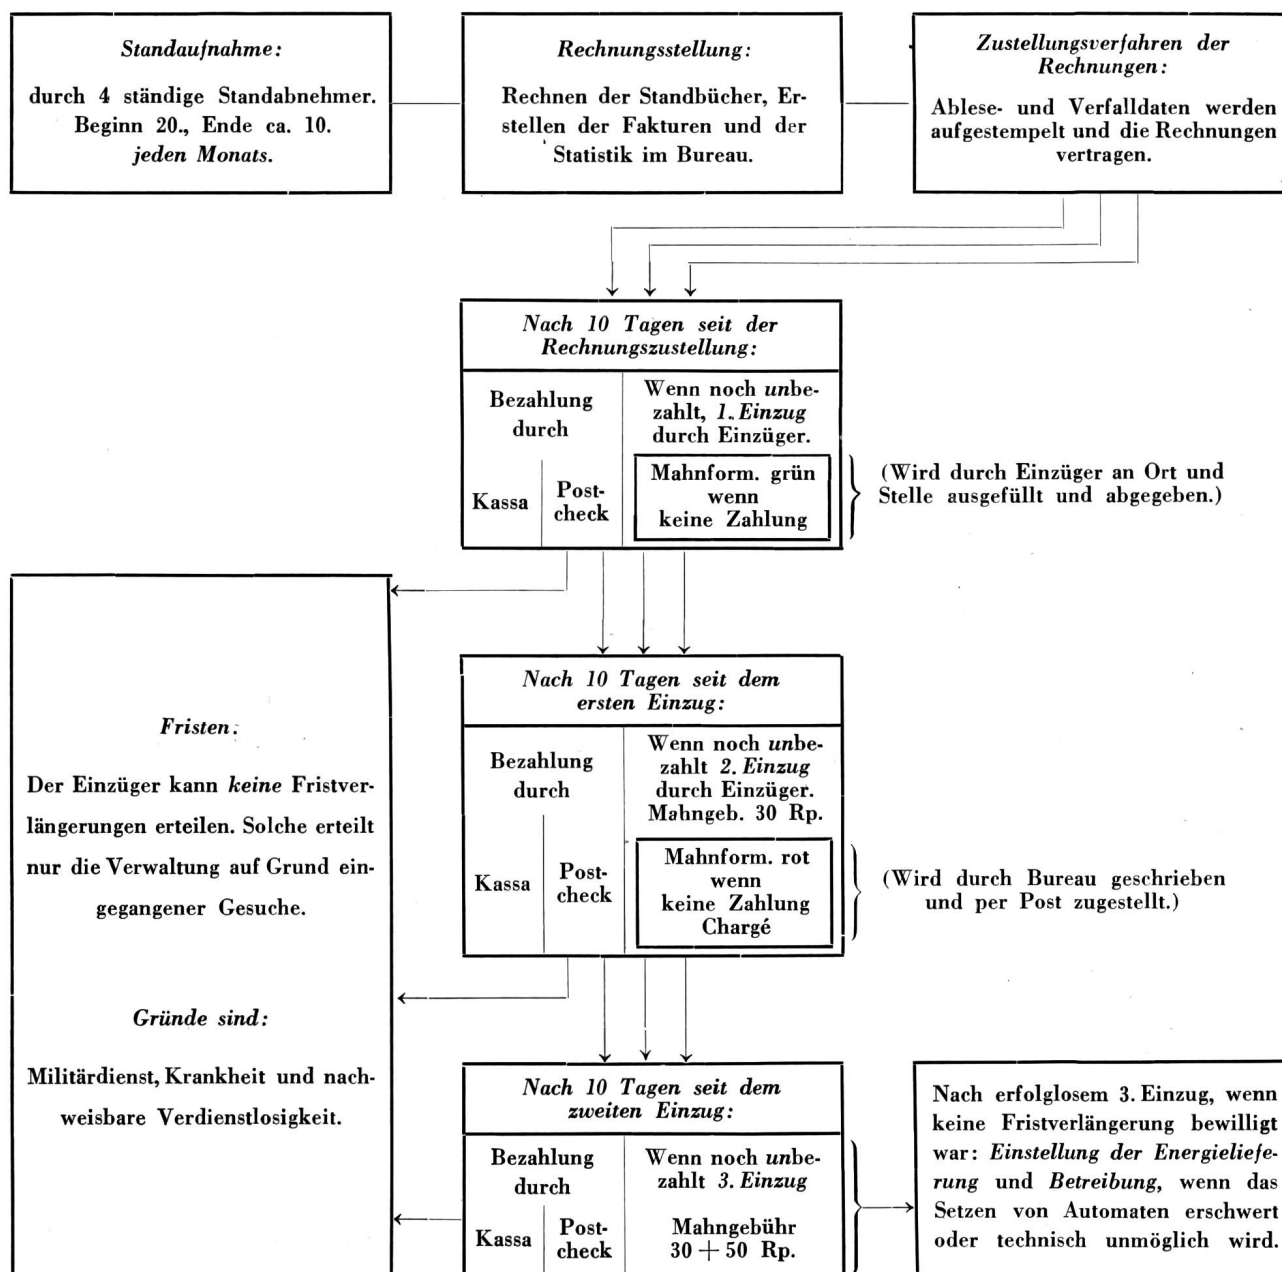 Standaufnahme:
durch 4 ständige Standabnehmer.
Beginn 20., Ende ca. 10.
jeden Monats.
Rechnungsstellung:
Rechnen der Standbücher, Er-
stellen der Fakturen und der
Statistik im Bureau.
Zustellungsverfahren der
Rechnungen:
Ablese- und Verfalldaten werden
aufgestempelt und die Rechnungen
vertragen.
Nach 10 Tagen seit der
Rechnungszustellung:
Bezahlung
durch
Kassa
Post-
check
Wenn noch unbe-
zahlt, 1. Einzug
durch Einzüger.
Mahnform. grün
wenn
keine Zahlung
(Wird durch Einzüger an Ort und
Stelle ausgefüllt und abgegeben.)
Fristen:
Der Einzüger kann keine Fristver-
längerungen erteilen. Solche erteilt
nur die Verwaltung auf Grund ein-
gegangener Gesuche.
Gründe sind:
Militärdienst, Krankheit und nach-
weisbare Verdienstlosigkeit.
Nach 10 Tagen seit dem
ersten Einzug:
Bezahlung
durch
Kassa
Post-
check
Wenn noch unbe-
zahlt 2. Einzug
durch Einzüger.
Mahngeb. 30 Rp.
Mahnform. rot
wenn
keine Zahlung
Chargé
(Wird durch Bureau geschrieben
und per Post zugestellt.)
Nach 10 Tagen seit dem
zweiten Einzug:
Bezahlung
durch
Kassa
Post-
check
Wenn noch unbe-
zahlt 3. Einzug
Mahngebühr
30 + 50 Rp.
Nach erfolglosem 3. Einzug, wenn
keine Fristverlängerung bewilligt
war: Einstellung der Energieliefe-
rung und Betreibung, wenn das
Setzen von Automaten erschwert
oder technisch unmöglich wird.